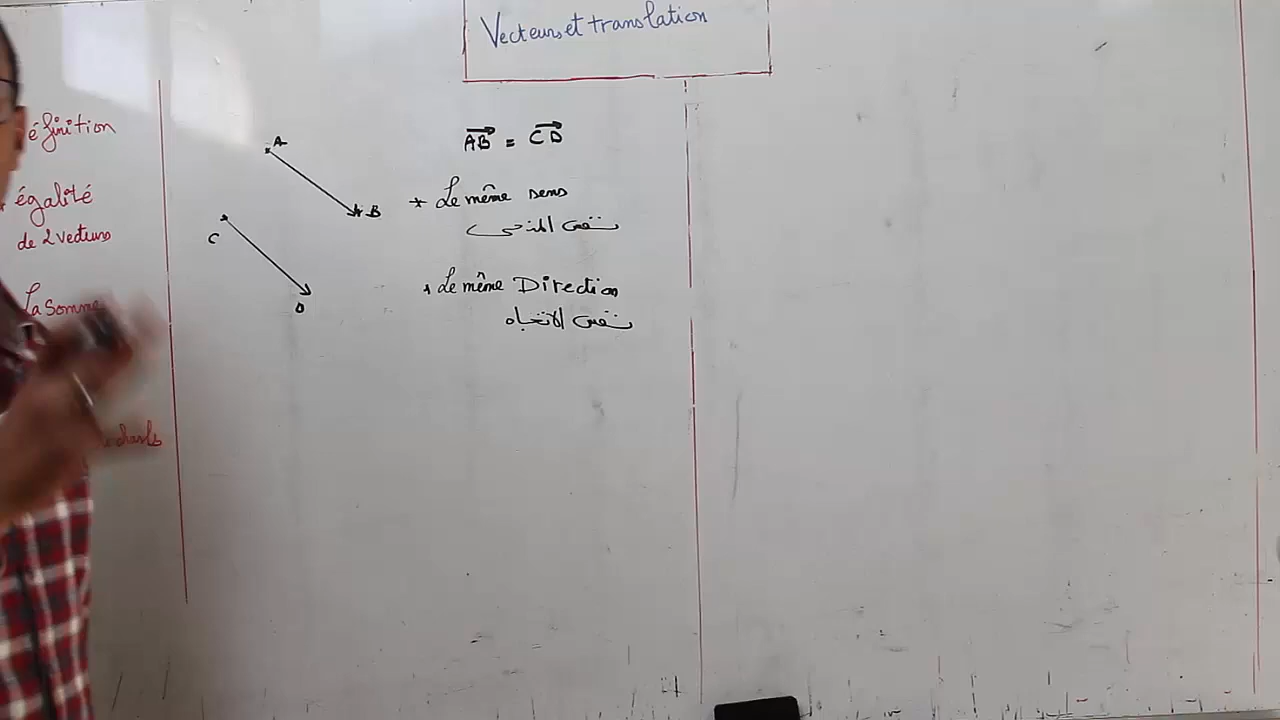 Vecteurs et translation
éfinition
égalité
de 2 vecteurs
La somme
A
B
C
D
AB = CD
* Le même sens
نفس المنحى
* Le même Direction
نفس الاتجاه